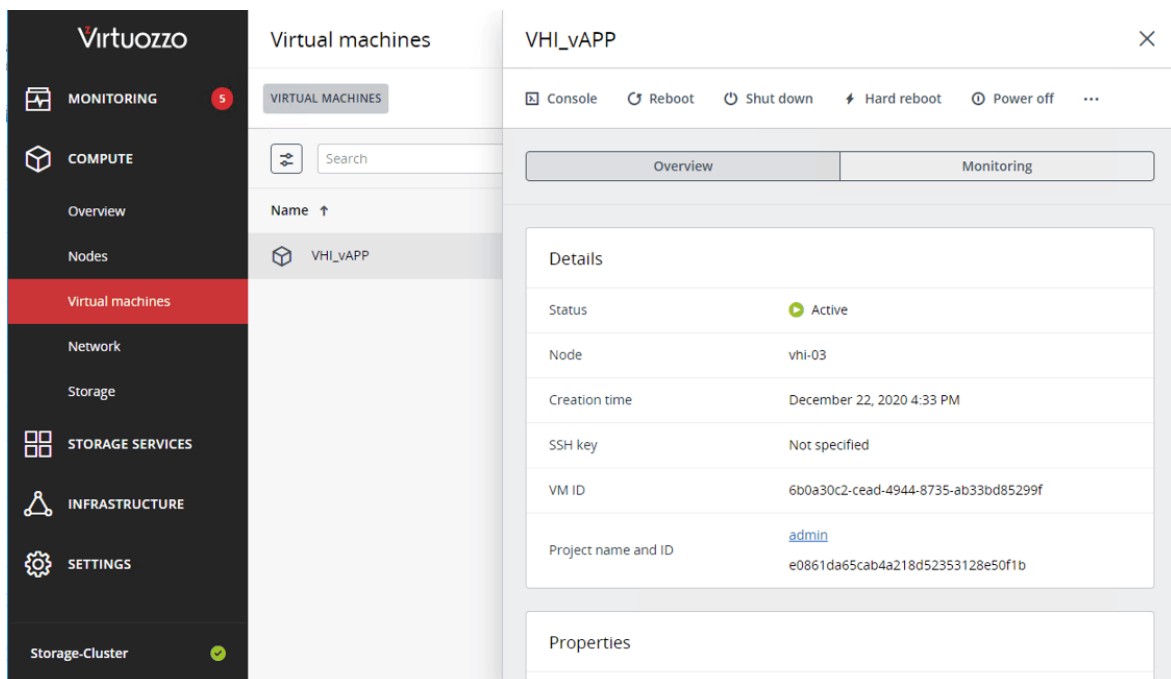 Virtuozzo
MONITORING 5
COMPUTE
Overview
Nodes
Virtual machines
Network
Storage
STORAGE SERVICES
INFRASTRUCTURE
SETTINGS
Storage-Cluster
Virtual machines
VIRTUAL MACHINES
Search
Name ↑
VHI_vAPP
VHI_vAPP
Console Reboot Shut down Hard reboot Power off ...
Overview Monitoring
Details
Status Active
Node vhi-03
Creation time December 22, 2020 4:33 PM
SSH key Not specified
VM ID 6b0a30c2-cead-4944-8735-ab33bd85299f
Project name and ID admin
e0861da65cab4a218d52353128e50f1b
Properties